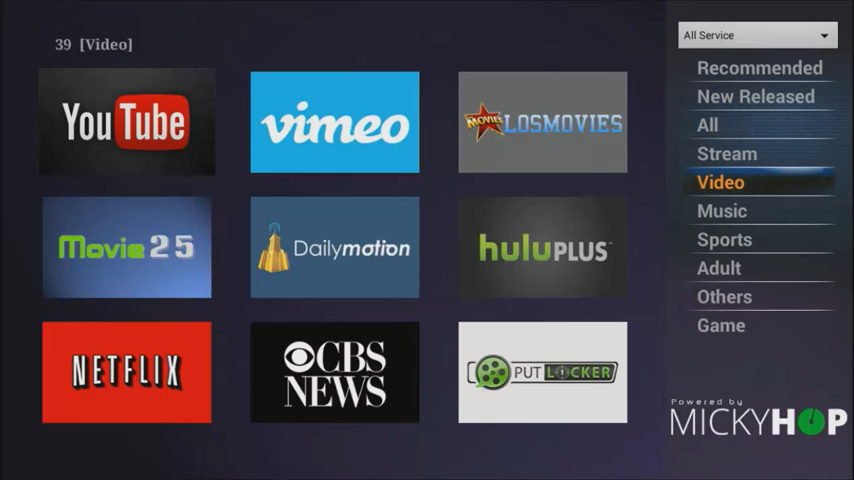 39 [Video]
YouTube
vimeo
MOVIES LOSMOVIES
Movie25
Dailymotion
huluPLUS
NETFLIX
CBS
NEWS
PUT LOCKER
All Service
Recommended
New Released
All
Stream
Video
Music
Sports
Adult
Others
Game
Powered by
MICKYHOP